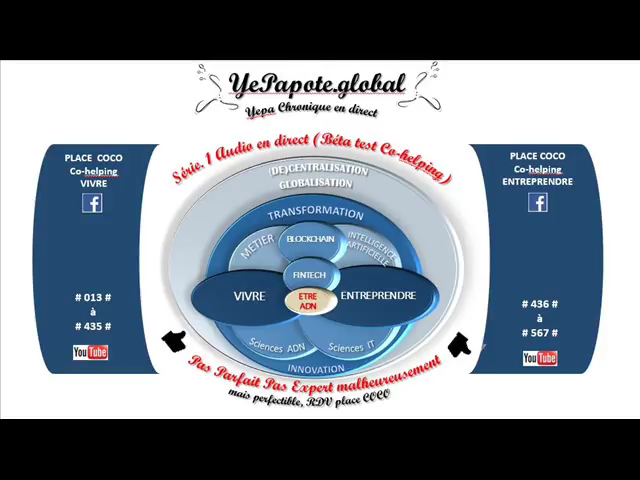 YePapote.global
Yepa Chronique en direct
Série.1 Audio en direct (Béta test Co-helping)
PLACE COCO
Co-helping
VIVRE
# 013 #
à
# 435 #
YouTube
(DE)CENTRALISATION
GLOBALISATION
TRANSFORMATION
METIER
BLOCKCHAIN
INTELLIGENCE
ARTIFICIELLE
FINTECH
VIVRE
ETRE
ADN
ENTREPRENDRE
Sciences ADN
Sciences IT
INNOVATION
PLACE COCO
Co-helping
ENTREPRENDRE
# 436 #
à
# 567 #
YouTube
Pas Parfait Pas Expert malheureusement
mais perfectible, RDV place COCO